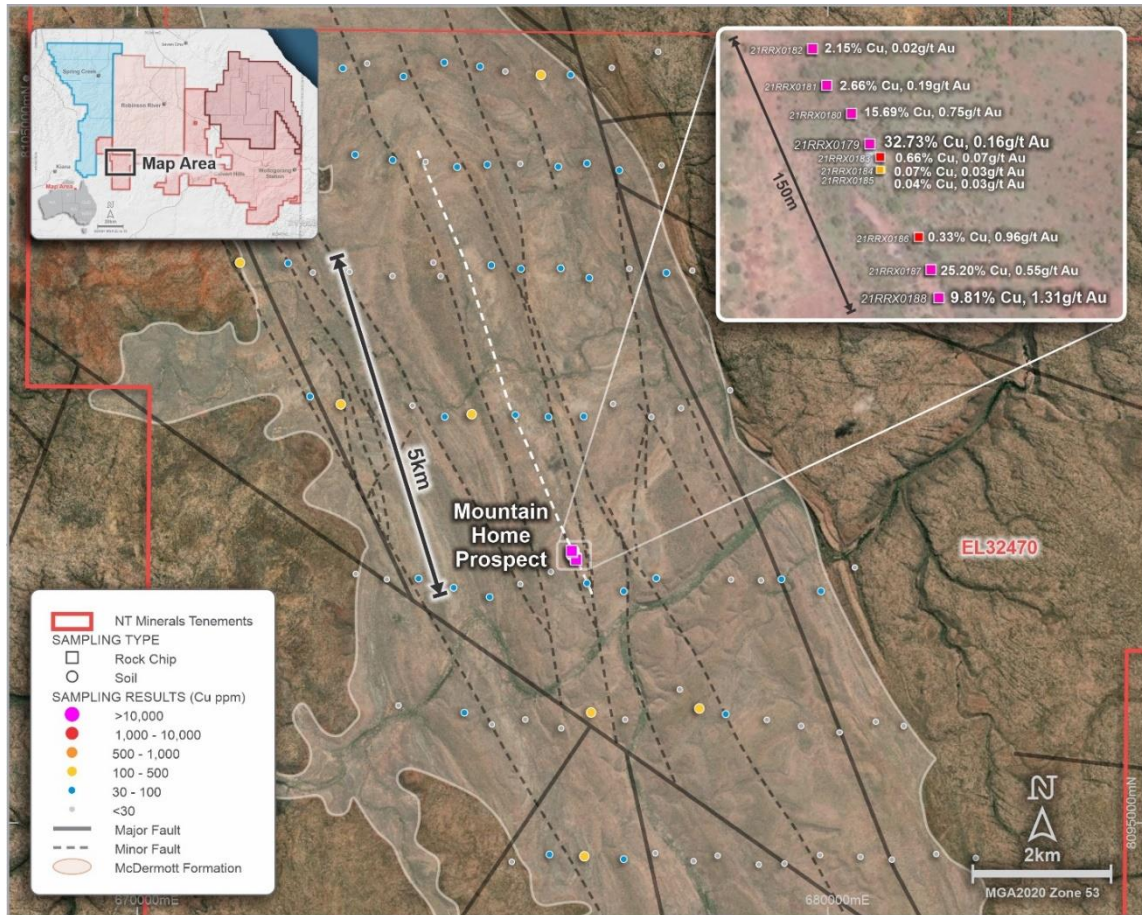 Spring Creek
Robinson River
Kiana
Map Area
Map Area
Wollogorang
Station
N
21RRX0182 2.15% Cu, 0.02g/t Au
21RRX0181 2.66% Cu, 0.19g/t Au
21RRX0180 15.69% Cu, 0.75g/t Au
21RRX0179 32.73% Cu, 0.16g/t Au
21RRX0183 0.66% Cu, 0.07g/t Au
21RRX0184 0.07% Cu, 0.03g/t Au
21RRX0185 0.04% Cu, 0.03g/t Au
21RRX0186 0.33% Cu, 0.96g/t Au
21RRX0187 25.20% Cu, 0.55g/t Au
21RRX0188 9.81% Cu, 1.31g/t Au
150m
8105000mN
5km
Mountain
Home
Prospect
EL32470
NT Minerals Tenements
SAMPLING TYPE
Rock Chip
Soil
SAMPLING RESULTS (Cu ppm)
>10,000
1,000 - 10,000
500 - 1,000
100 - 500
30 - 100
<30
Major Fault
Minor Fault
McDermott Formation
N
2km
MGA2020 Zone 53
8095000mN
670000mE
680000mE